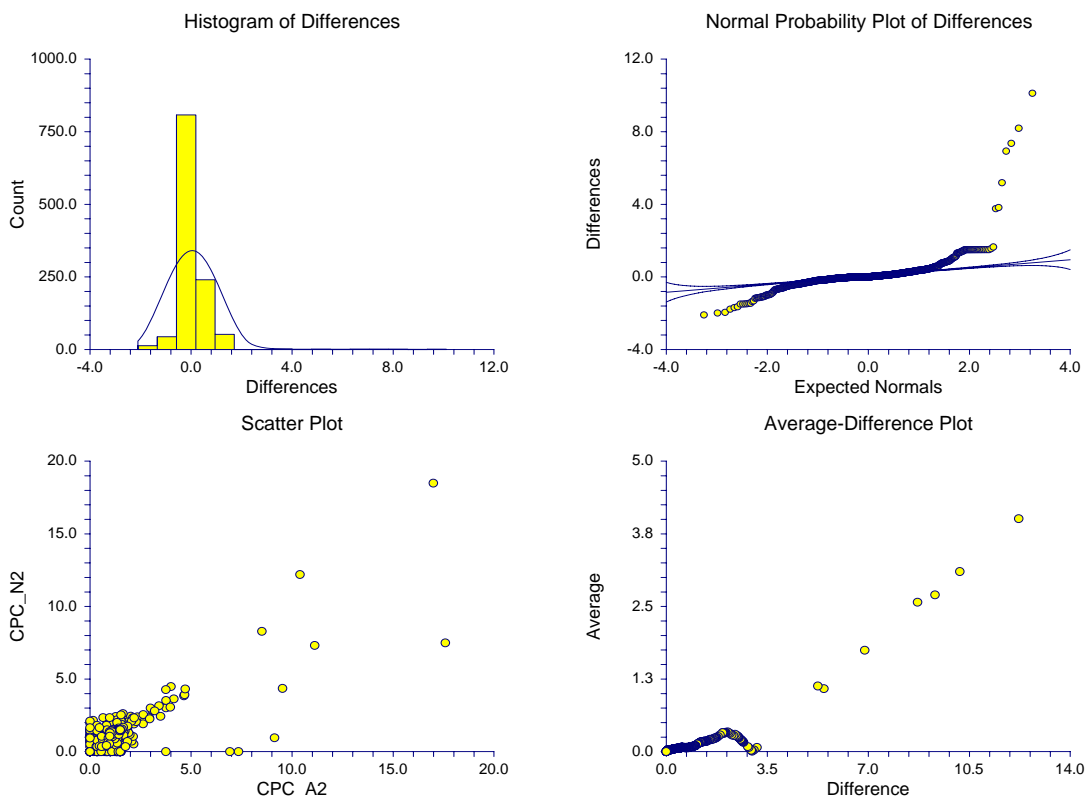 Histogram of Differences
1000.0
750.0
500.0
250.0
0.0
Count
-4.0 0.0 4.0 8.0 12.0
Differences
Normal Probability Plot of Differences
12.0
8.0
4.0
0.0
-4.0
Differences
-4.0 -2.0 0.0 2.0 4.0
Expected Normals
Scatter Plot
20.0
15.0
10.0
5.0
0.0
CPC_N2
0.0 5.0 10.0 15.0 20.0
CPC_A2
Average-Difference Plot
5.0
3.8
2.5
1.3
0.0
Average
0.0 3.5 7.0 10.5 14.0
Difference